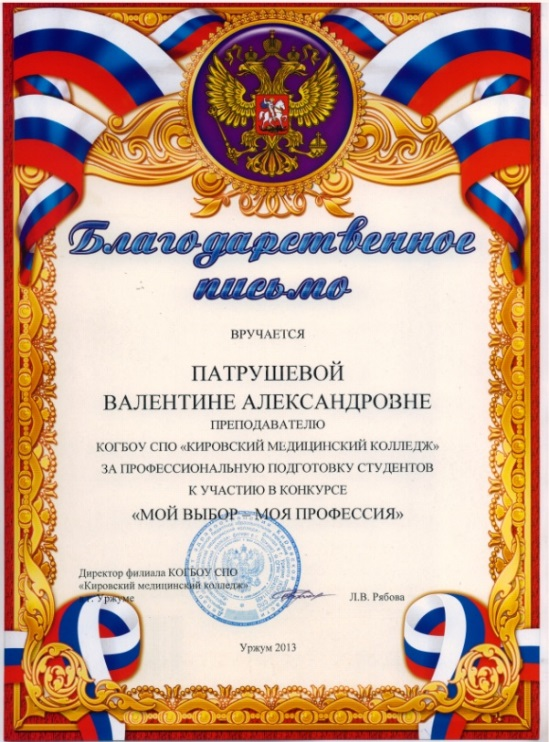 Благодарственное
письмо
ВРУЧАЕТСЯ
ПАТРУШЕВОЙ
ВАЛЕНТИНЕ АЛЕКСАНДРОВНЕ
ПРЕПОДАВАТЕЛЮ
КОГБОУ СПО «КИРОВСКИЙ МЕДИЦИНСКИЙ КОЛЛЕДЖ»
ЗА ПРОФЕССИОНАЛЬНУЮ ПОДГОТОВКУ СТУДЕНТОВ
К УЧАСТИЮ В КОНКУРСЕ
«МОЙ ВЫБОР – МОЯ ПРОФЕССИЯ»
Директор филиала КОГБОУ СПО
«Кировский медицинский колледж»
Уржуме
Л.В. Рябова
Уржум 2013